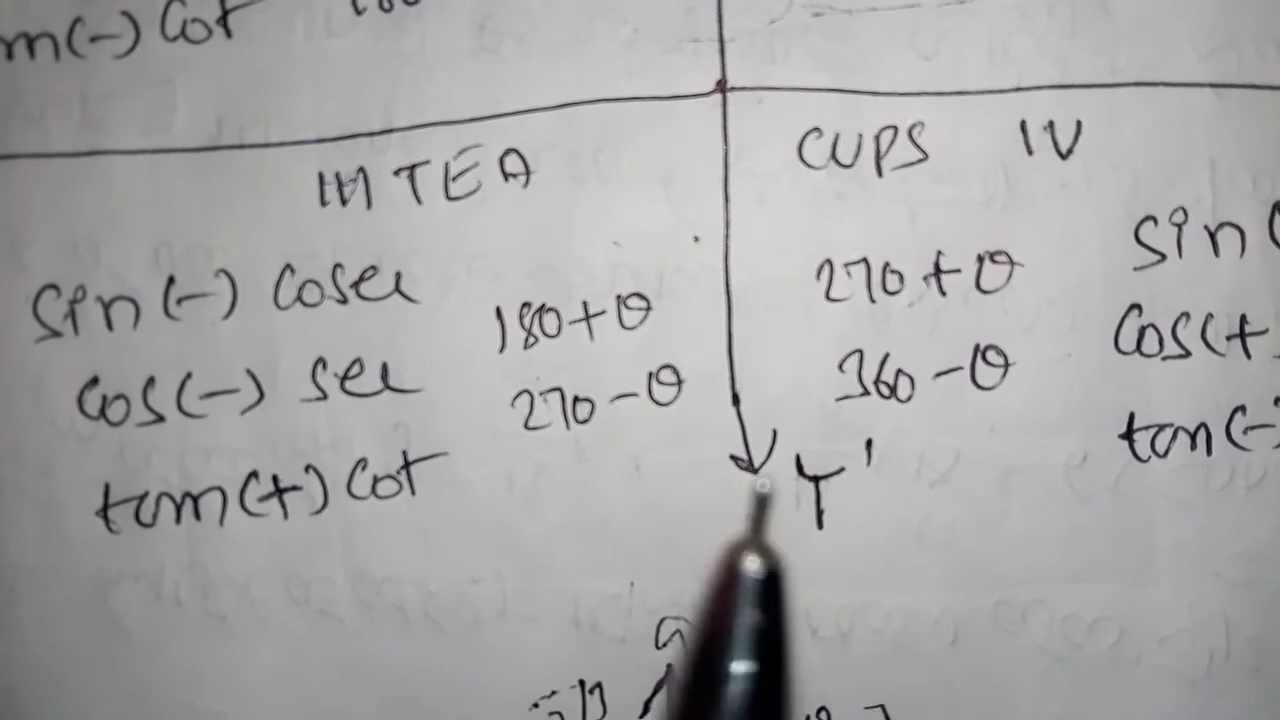 (-) Cot
III TEA
CUPS IV
Sin (-) Cosec
180+θ
270+θ
Sin (
Cos (-) Sec
270-θ
360-θ
Cos (+
tan (+) Cot
tan (-)
Y'